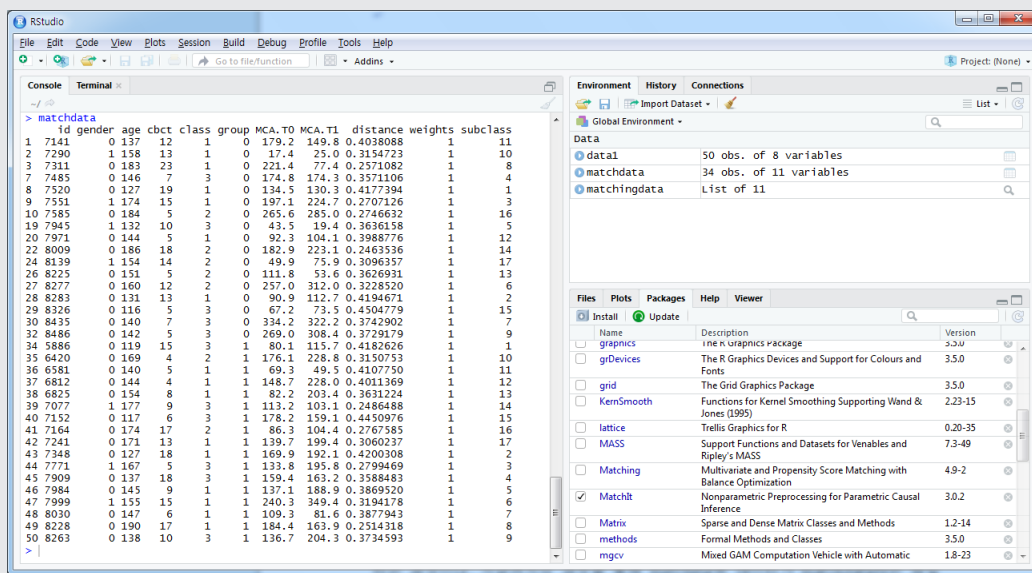 RStudio
File Edit Code View Plots Session Build Debug Profile Tools Help
Go to file/function Addins Project: (None)
Console Terminal
~/
> matchdata
id gender age cbct class group MCA.T0 MCA.T1 distance weights subclass
1 7141 0 137 12 1 0 179.2 149.8 0.4038088 1 11
2 7290 1 158 13 1 0 17.4 25.0 0.3154723 1 10
3 7311 0 183 23 1 0 221.4 77.4 0.2571082 1 8
7 7485 0 146 7 3 0 174.8 174.3 0.3571106 1 4
8 7520 0 127 19 1 0 134.5 130.3 0.4177394 1 1
9 7551 1 174 15 1 0 197.1 224.7 0.2707126 1 3
10 7585 0 184 5 2 0 265.6 285.0 0.2746632 1 16
19 7945 1 132 10 3 0 43.5 19.4 0.3636158 1 5
20 7971 0 144 5 1 0 92.3 104.1 0.3988776 1 12
22 8009 0 186 18 2 0 182.9 223.1 0.2463536 1 14
24 8139 1 154 14 2 0 49.9 75.9 0.3096357 1 17
26 8225 0 151 5 2 0 111.8 53.6 0.3626931 1 13
27 8277 0 160 12 2 0 257.0 312.0 0.3228520 1 6
28 8283 0 131 13 1 0 90.9 112.7 0.4194671 1 2
29 8326 0 116 5 3 0 67.2 73.5 0.4504779 1 15
30 8435 0 140 7 3 0 334.2 322.2 0.3742902 1 7
32 8486 0 142 5 3 0 269.0 308.4 0.3729179 1 9
34 5886 0 119 15 3 1 80.1 115.7 0.4182626 1 1
35 6420 0 169 4 2 1 176.1 228.8 0.3150753 1 10
36 6581 0 140 5 1 1 69.3 49.5 0.4107750 1 11
37 6812 0 144 4 1 1 148.7 228.0 0.4011369 1 12
38 6825 0 154 8 1 1 82.2 203.4 0.3631224 1 13
39 7077 1 177 9 3 1 113.2 103.1 0.2486488 1 14
40 7152 0 117 6 3 1 178.2 159.1 0.4450976 1 15
41 7164 0 174 17 2 1 86.3 104.4 0.2767585 1 16
42 7241 0 171 13 1 1 139.7 199.4 0.3060237 1 17
43 7348 0 127 18 1 1 169.9 192.1 0.4200308 1 2
44 7771 1 167 5 3 1 133.8 195.8 0.2799469 1 3
45 7909 0 137 18 3 1 159.4 163.2 0.3588483 1 4
46 7984 0 145 9 1 1 137.1 188.9 0.3869520 1 5
47 7999 1 155 15 1 1 240.3 349.4 0.3194178 1 6
48 8030 0 147 6 1 1 109.3 81.6 0.3877943 1 7
49 8228 0 190 17 1 1 184.4 163.9 0.2514318 1 8
50 8263 0 138 10 3 1 136.7 204.3 0.3734593 1 9
>
Environment History Connections
Import Dataset List
Global Environment
Data
data1 50 obs. of 8 variables
matchdata 34 obs. of 11 variables
matchingdata List of 11
Files Plots Packages Help Viewer
Install Update
Name Description Version
graphics The R Graphics Package 3.5.0
grDevices The R Graphics Devices and Support for Colours and Fonts 3.5.0
grid The Grid Graphics Package 3.5.0
KernSmooth Functions for Kernel Smoothing Supporting Wand & Jones (1995) 2.23-15
lattice Trellis Graphics for R 0.20-35
MASS Support Functions and Datasets for Venables and Ripley's MASS 7.3-49
Matching Multivariate and Propensity Score Matching with Balance Optimization 4.9-2
MatchIt Nonparametric Preprocessing for Parametric Causal Inference 3.0.2
Matrix Sparse and Dense Matrix Classes and Methods 1.2-14
methods Formal Methods and Classes 3.5.0
mgcv Mixed GAM Computation Vehicle with Automatic 1.8-23